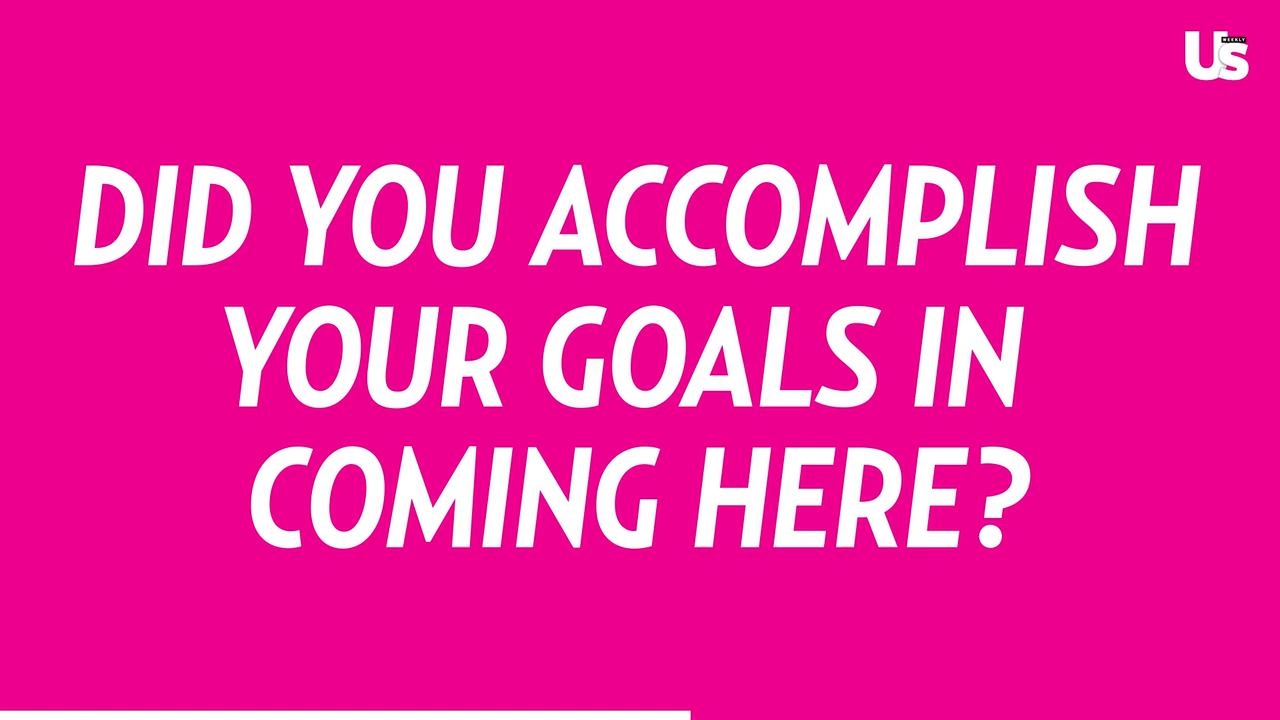 Us
WEEKLY
DID YOU ACCOMPLISH
YOUR GOALS IN
COMING HERE?